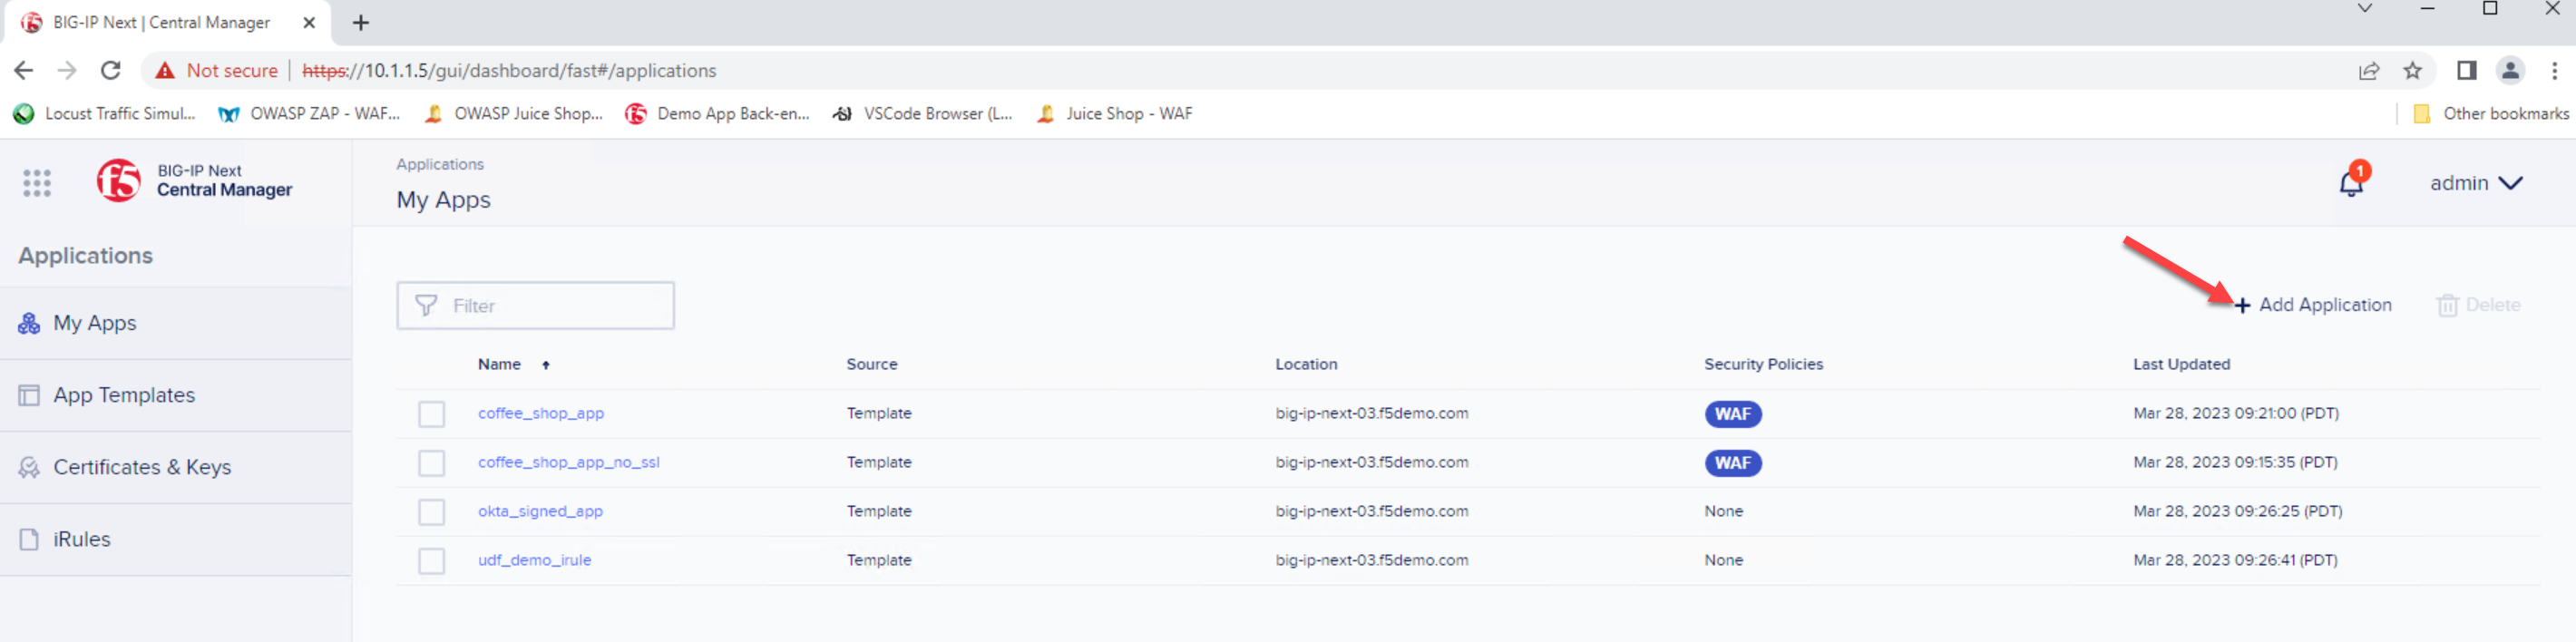 BIG-IP Next | Central Manager
Not secure | https://10.1.1.5/gui/dashboard/fast#/applications
Locust Traffic Simul... OWASP ZAP - WAF... OWASP Juice Shop... Demo App Back-en... VSCode Browser (L... Juice Shop - WAF Other bookmarks
f5 BIG-IP Next
Central Manager
Applications
My Apps
1
admin
Applications
My Apps
App Templates
Certificates & Keys
iRules
Filter
+ Add Application Delete
Name Source Location Security Policies Last Updated
coffee_shop_app Template big-ip-next-03.f5demo.com WAF Mar 28, 2023 09:21:00 (PDT)
coffee_shop_app_no_ssl Template big-ip-next-03.f5demo.com WAF Mar 28, 2023 09:15:35 (PDT)
okta_signed_app Template big-ip-next-03.f5demo.com None Mar 28, 2023 09:26:25 (PDT)
udf_demo_irule Template big-ip-next-03.f5demo.com None Mar 28, 2023 09:26:41 (PDT)